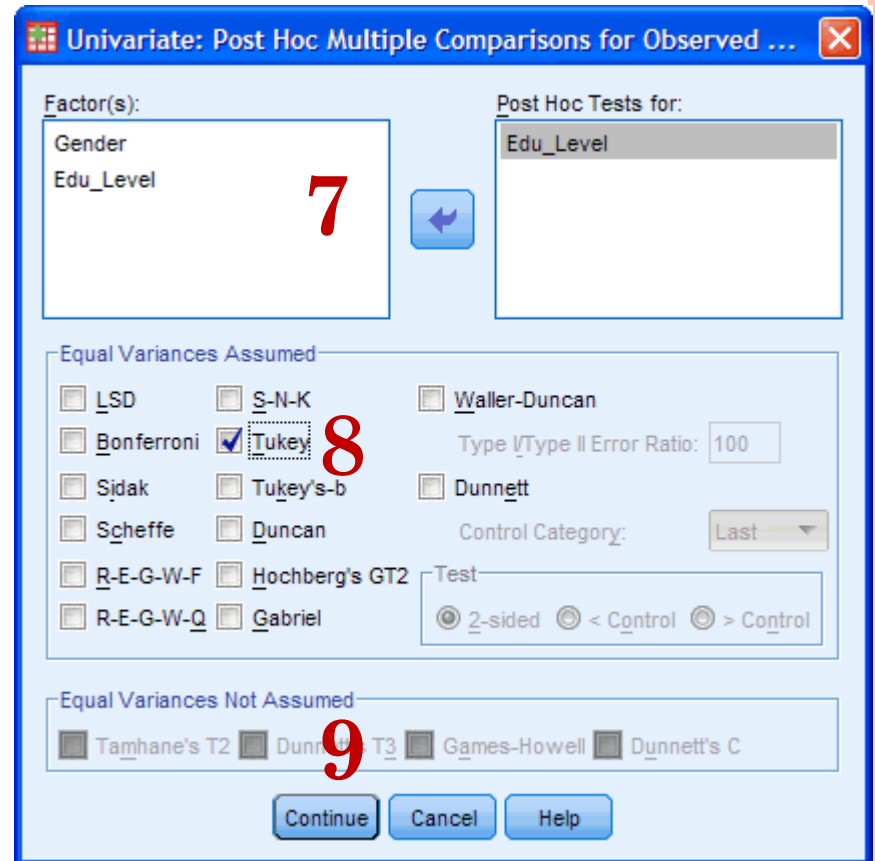 Univariate: Post Hoc Multiple Comparisons for Observed ...
Factor(s):
Gender
Edu_Level
7
Post Hoc Tests for:
Edu_Level
Equal Variances Assumed
LSD S-N-K Waller-Duncan
Bonferroni Tukey 8 Type I/Type II Error Ratio: 100
Sidak Tukey's-b Dunnett
Scheffe Duncan Control Category: Last
R-E-G-W-F Hochberg's GT2 Test
R-E-G-W-Q Gabriel 2-sided < Control > Control
Equal Variances Not Assumed
Tamhane's T2 Dunnett's T3 Games-Howell Dunnett's C
9
Continue Cancel Help